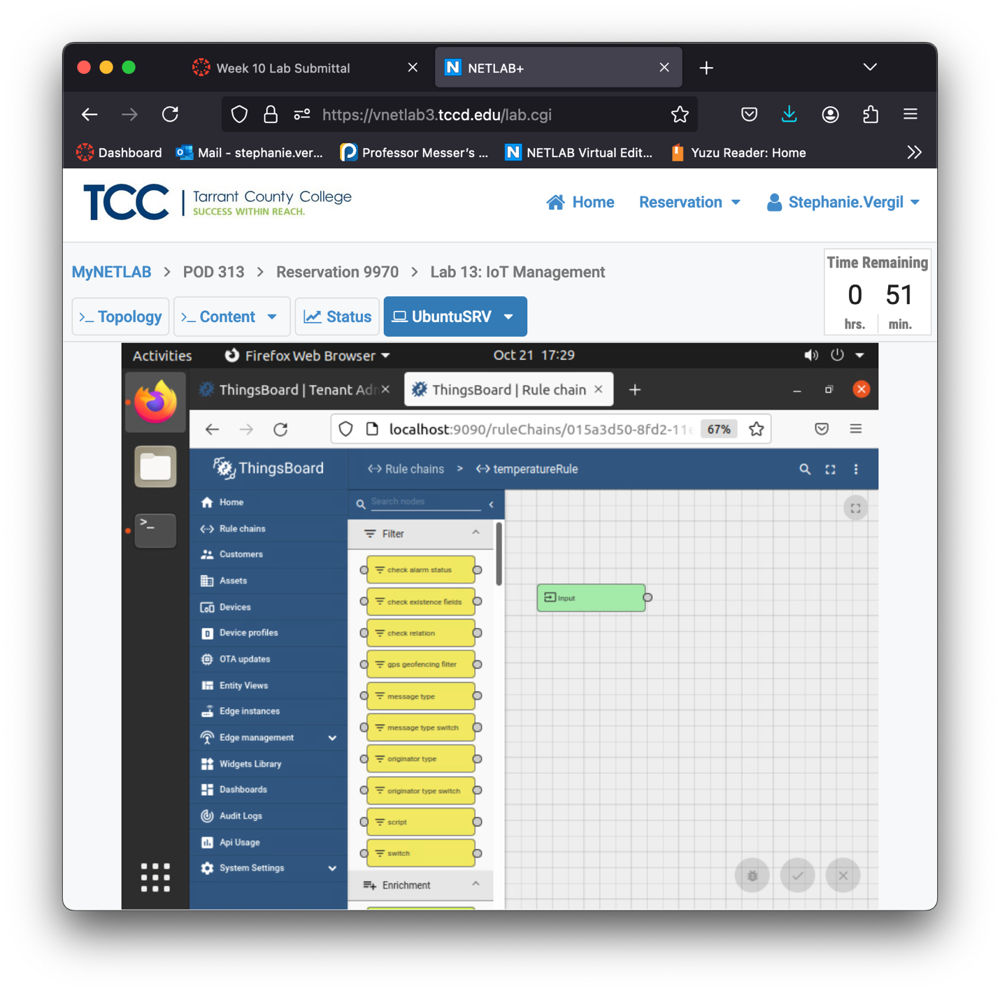 Week 10 Lab Submittal
N NETLAB+
https://vnetlab3.tccd.edu/lab.cgi
Dashboard
Mail - stephanie.ver...
Professor Messer's ...
N NETLAB Virtual Edit...
Yuzu Reader: Home
TCC
Tarrant County College
SUCCESS WITHIN REACH.
Home
Reservation
Stephanie.Vergil
MyNETLAB > POD 313 > Reservation 9970 > Lab 13: IoT Management
Time Remaining
0 51
hrs. min.
>_ Topology
>_ Content
Status
UbuntuSRV
Activities
Firefox Web Browser
Oct 21 17:29
ThingsBoard | Tenant Adm
ThingsBoard | Rule chain
localhost:9090/ruleChains/015a3d50-8fd2-11e
67%
ThingsBoard
Rule chains > temperatureRule
Home
Rule chains
Customers
Assets
Devices
Device profiles
OTA updates
Entity Views
Edge instances
Edge management
Widgets Library
Dashboards
Audit Logs
Api Usage
System Settings
Search nodes
Filter
check alarm status
check existence fields
check relation
gps geofencing filter
message type
message type switch
originator type
originator type switch
script
switch
Enrichment
Input